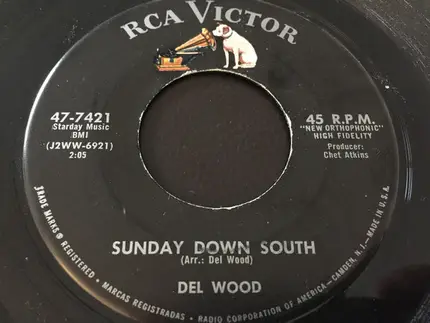 RCA VICTOR
47-7421
Starday Music
BMI
(J2WW-6921)
2:05
45 R.P.M.
"NEW ORTHOPHONIC"
HIGH FIDELITY
Producer:
Chet Atkins
SUNDAY DOWN SOUTH
(Arr.: Del Wood)
DEL WOOD
TRADE MARKS ® REGISTERED • MARCAS REGISTRADAS • RADIO CORPORATION OF AMERICA—CAMDEN, N.J.—MADE IN U.S.A.